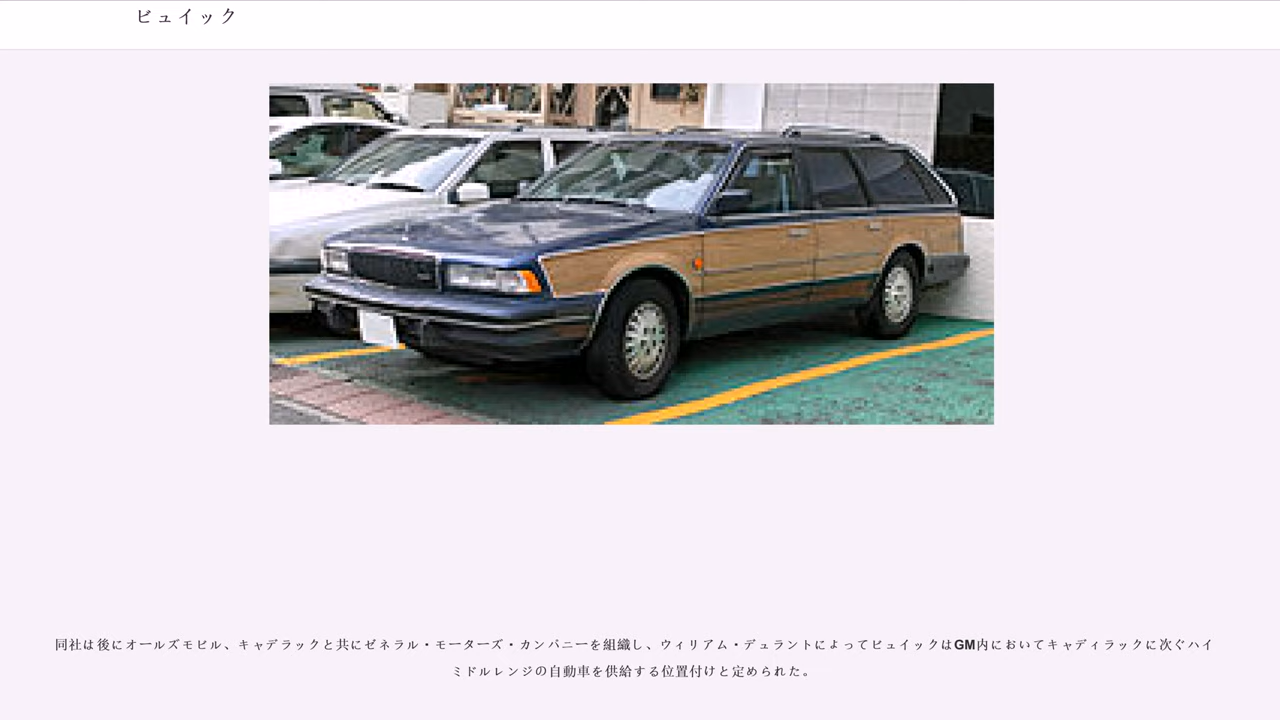 ビュイック
同社は後にオールズモビル、キャデラックと共にゼネラル・モーターズ・カンパニーを組織し、ウィリアム・デュラントによってビュイックはGM内においてキャディラックに次ぐハイ
ミドルレンジの自動車を供給する位置付けと定められた。